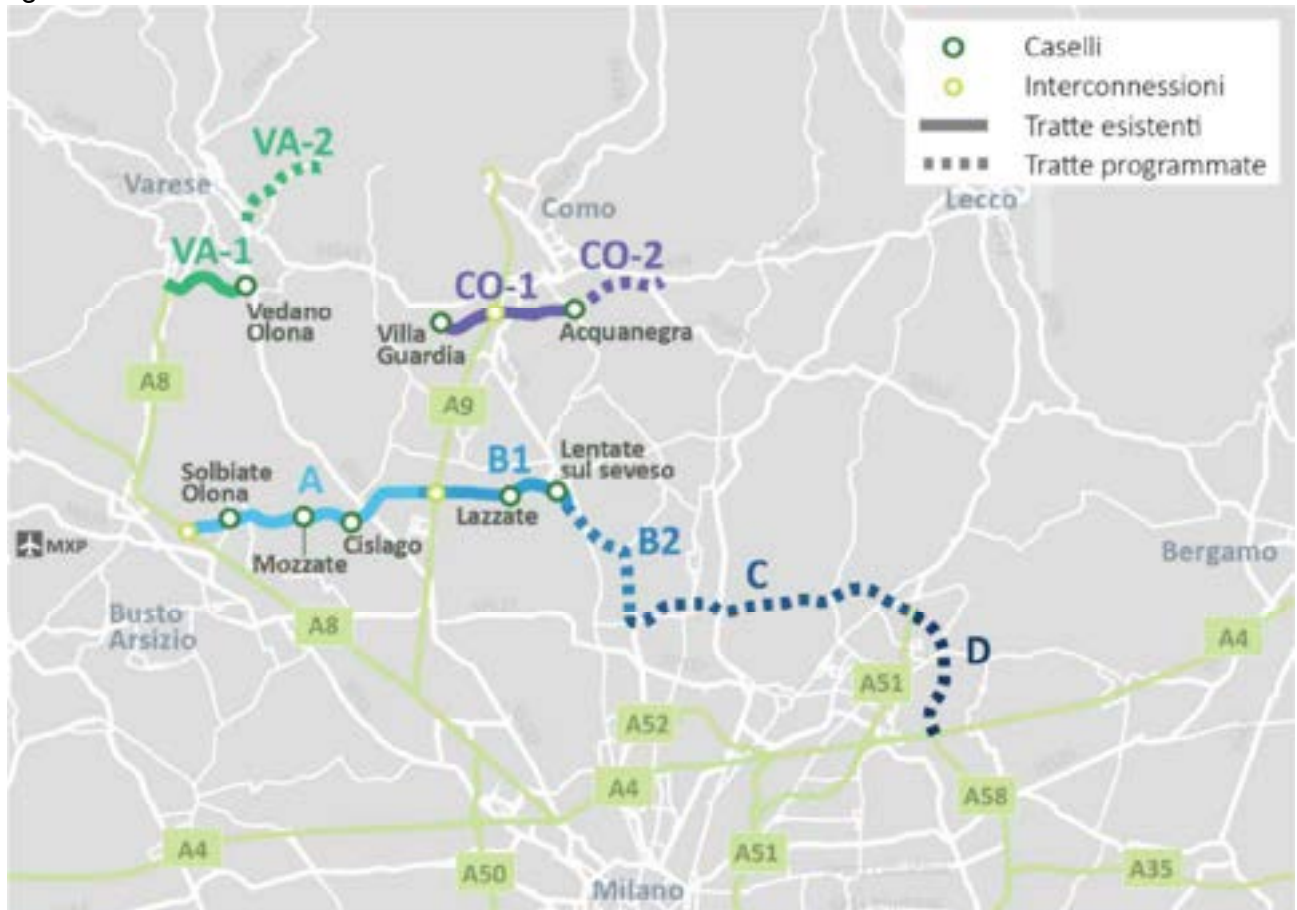 Caselli
Interconnessioni
Tratte esistenti
Tratte programmate
VA-2
Varese
Como
Lecco
VA-1
CO-1
CO-2
Vedano
Olona
Villa
Guardia
Acquanegra
A8
A9
Solbiate
Olona
A
B1
Lentate
sul seveso
Lazzate
Mozzate
Cislago
MXP
B2
C
Bergamo
Busto
Arsizio
A8
D
A4
A51
A52
A4
A58
A4
A50
A51
A35
Milano